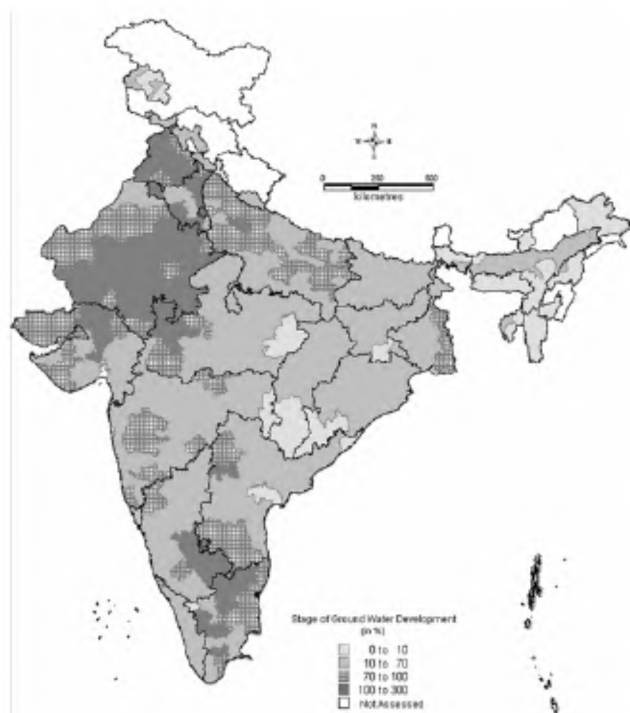 N
W E
S
0 250 500
kilometres
Stage of Ground Water Development
(in %)
0 to 10
10 to 70
70 to 100
100 to 300
Not Assessed